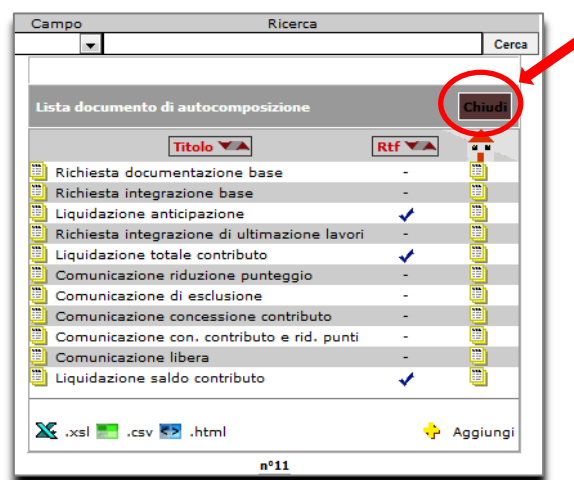 Campo Ricerca
Cerca
Lista documento di autocomposizione Chiudi
Titolo Rtf
Richiesta documentazione base -
Richiesta integrazione base -
Liquidazione anticipazione
Richiesta integrazione di ultimazione lavori -
Liquidazione totale contributo
Comunicazione riduzione punteggio -
Comunicazione di esclusione -
Comunicazione concessione contributo -
Comunicazione con. contributo e rid. punti -
Comunicazione libera -
Liquidazione saldo contributo
.xsl .csv .html Aggiungi
n°11